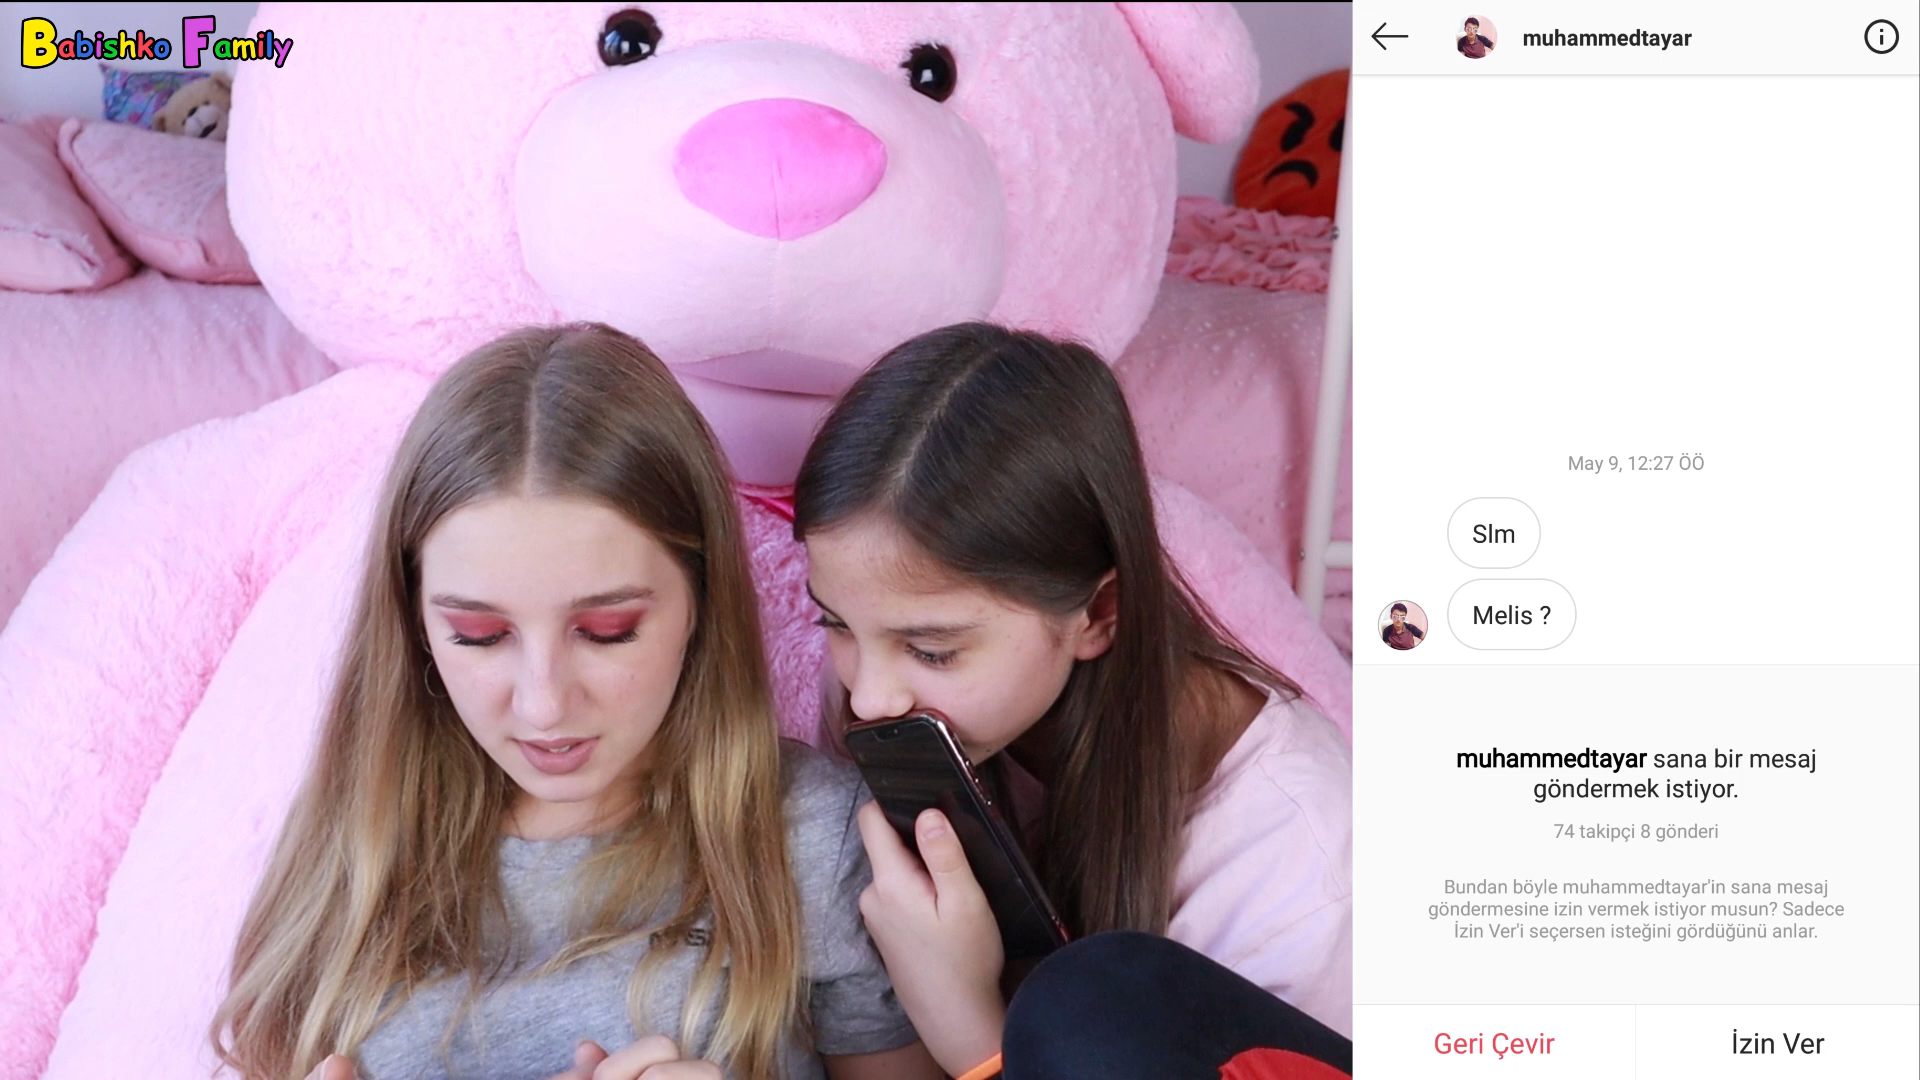 Babishko Family
muhammedtayar
May 9, 12:27 ÖÖ
Slm
Melis ?
muhammedtayar sana bir mesaj
göndermek istiyor.
74 takipçi 8 gönderi
Bundan böyle muhammedtayar'in sana mesaj
göndermesine izin vermek istiyor musun? Sadece
İzin Ver'i seçersen isteğini gördüğünü anlar.
Geri Çevir
İzin Ver